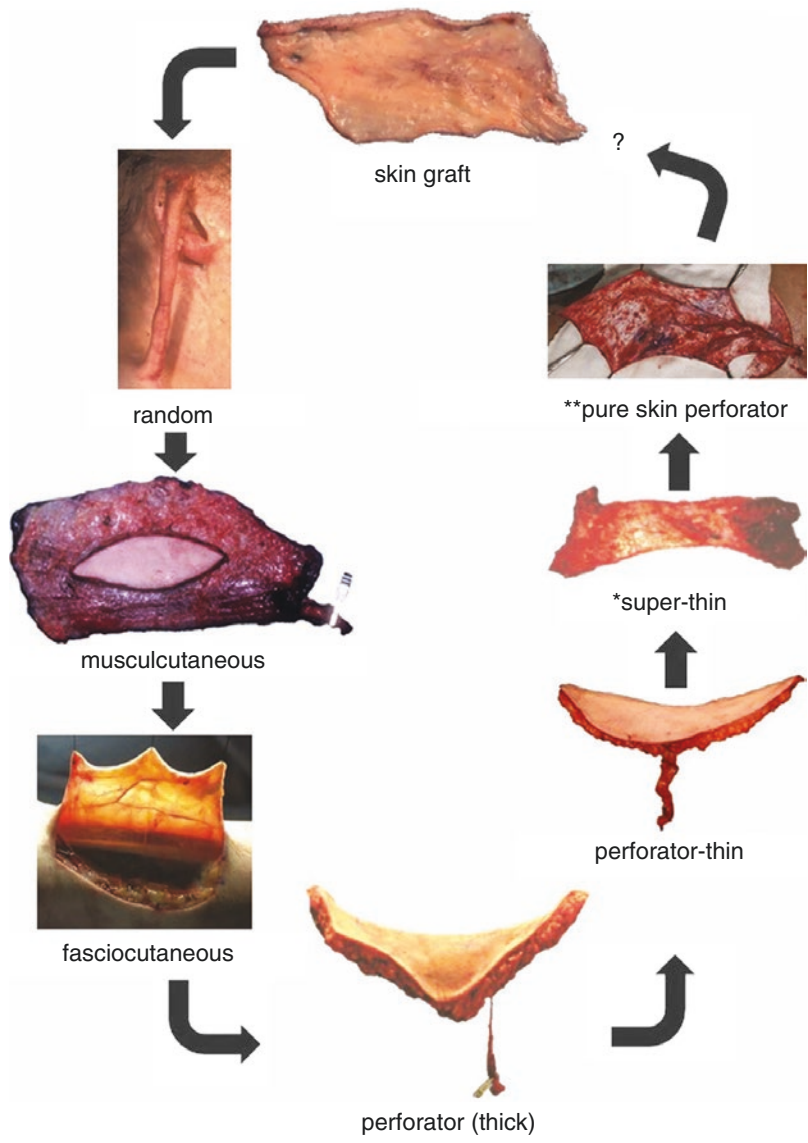 skin graft
random
musculcutaneous
fasciocutaneous
perforator (thick)
perforator-thin
*super-thin
**pure skin perforator
?